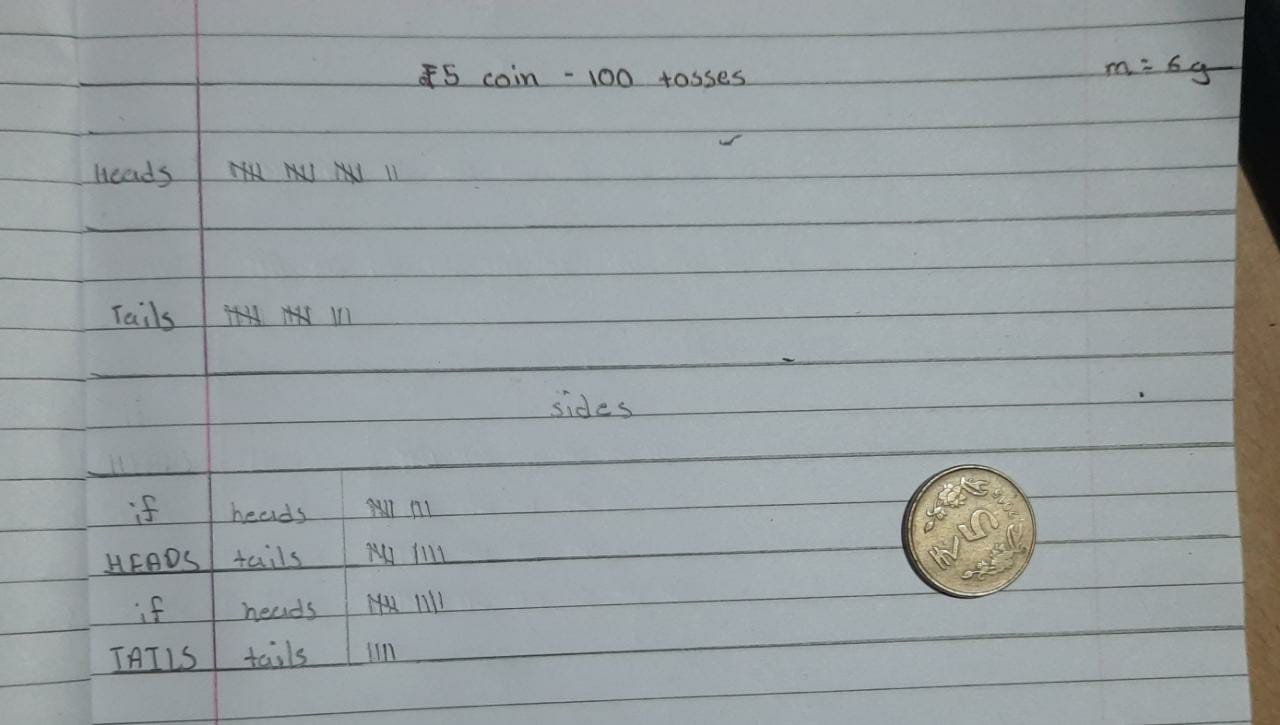 ₹5 coin - 100 tosses m = 6g
Heads 𝍸 𝍸 𝍸 ||
Tails 𝍸 𝍸 |||
sides
if heads 𝍸 |||
HEADS tails 𝍸 ||||
if heads 𝍸 ||||
TAILS tails ||||
₹5